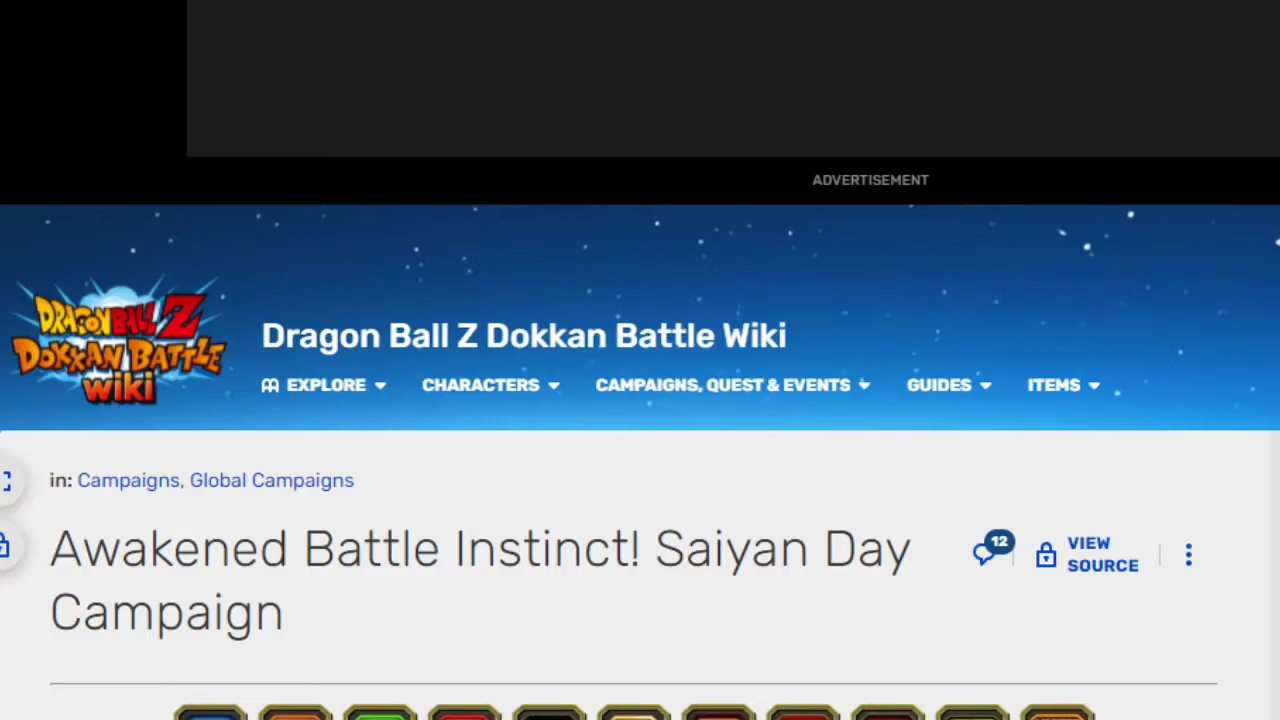 ADVERTISEMENT
DRAGON BALL Z
DOKKAN BATTLE
wiki
Dragon Ball Z Dokkan Battle Wiki
EXPLORE CHARACTERS CAMPAIGNS, QUEST & EVENTS GUIDES ITEMS
in: Campaigns, Global Campaigns
Awakened Battle Instinct! Saiyan Day
Campaign
12
VIEW
SOURCE